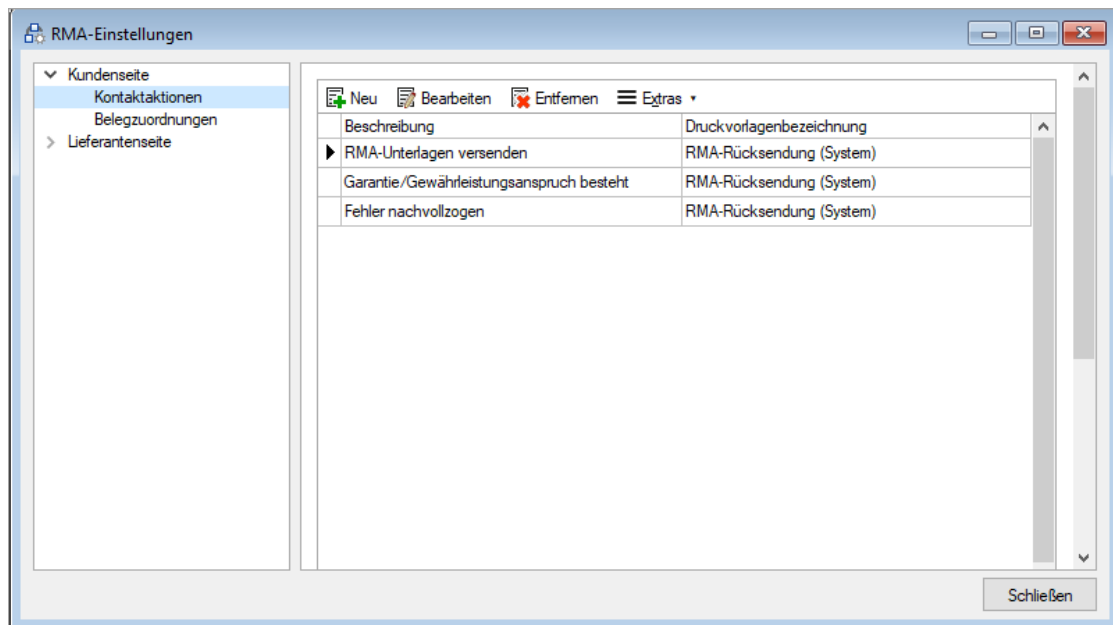 RMA-Einstellungen
Kundenseite
Kontaktaktionen
Belegzuordnungen
Lieferantenseite
Neu Bearbeiten Entfernen Extras
Beschreibung Druckvorlagenbezeichnung
RMA-Unterlagen versenden RMA-Rücksendung (System)
Garantie/Gewährleistungsanspruch besteht RMA-Rücksendung (System)
Fehler nachvollzogen RMA-Rücksendung (System)
Schließen